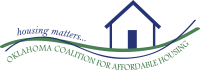 housing matters...
OKLAHOMA COALITION FOR AFFORDABLE HOUSING